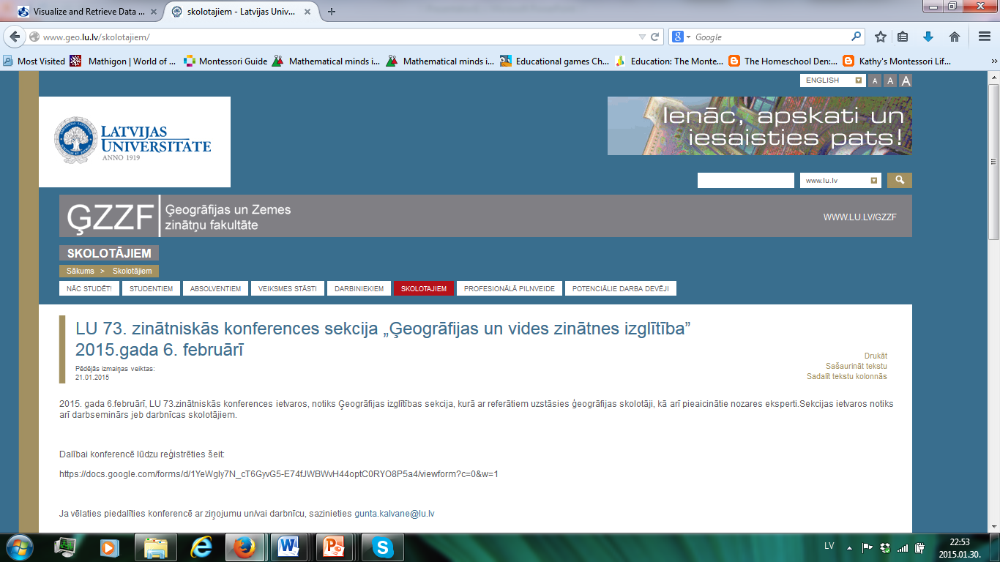 Visualize and Retrieve Data ...
skolotajiem - Latvijas Univ...
www.geo.lu.lv/skolotajiem/
Google
Most Visited
Mathigon | World of ...
Montessori Guide
Mathematical minds i...
Mathematical minds i...
Educational games Ch...
Education: The Monte...
The Homeschool Den:...
Kathy's Montessori Lif...
ENGLISH
A A A
LATVIJAS
UNIVERSITĀTE
ANNO 1919
Ienāc, apskati un
iesaisties pats!
www.lu.lv
ĢZZF
Ģeogrāfijas un Zemes
zinātņu fakultāte
WWW.LU.LV/GZZF
SKOLOTĀJIEM
Sākums > Skolotājiem
NĀC STUDĒT!
STUDENTIEM
ABSOLVENTIEM
VEIKSMES STĀSTI
DARBINIEKIEM
SKOLOTAJIEM
PROFESIONĀLĀ PILNVEIDE
POTENCIĀLIE DARBA DEVĒJI
LU 73. zinātniskās konferences sekcija „Ģeogrāfijas un vides zinātnes izglītība”
2015.gada 6. februārī
Pēdējās izmaiņas veiktas:
21.01.2015
Drukāt
Sašaurināt tekstu
Sadalīt tekstu kolonnās
2015. gada 6.februārī, LU 73.zinātniskās konferences ietvaros, notiks Ģeogrāfijas izglītības sekcija, kurā ar referātiem uzstāsies ģeogrāfijas skolotāji, kā arī pieaicinātie nozares eksperti.Sekcijas ietvaros notiks
arī darbseminārs jeb darbnīcas skolotājiem.
Dalībai konferencē lūdzu reģistrēties šeit:
https://docs.google.com/forms/d/1YeWgly7N_cT6GyvG5-E74fJWBWvH44optC0RYO8P5a4/viewform?c=0&w=1
Ja vēlaties piedalīties konferencē ar ziņojumu un/vai darbnīcu, sazinieties gunta.kalvane@lu.lv
LV
22:53
2015.01.30.